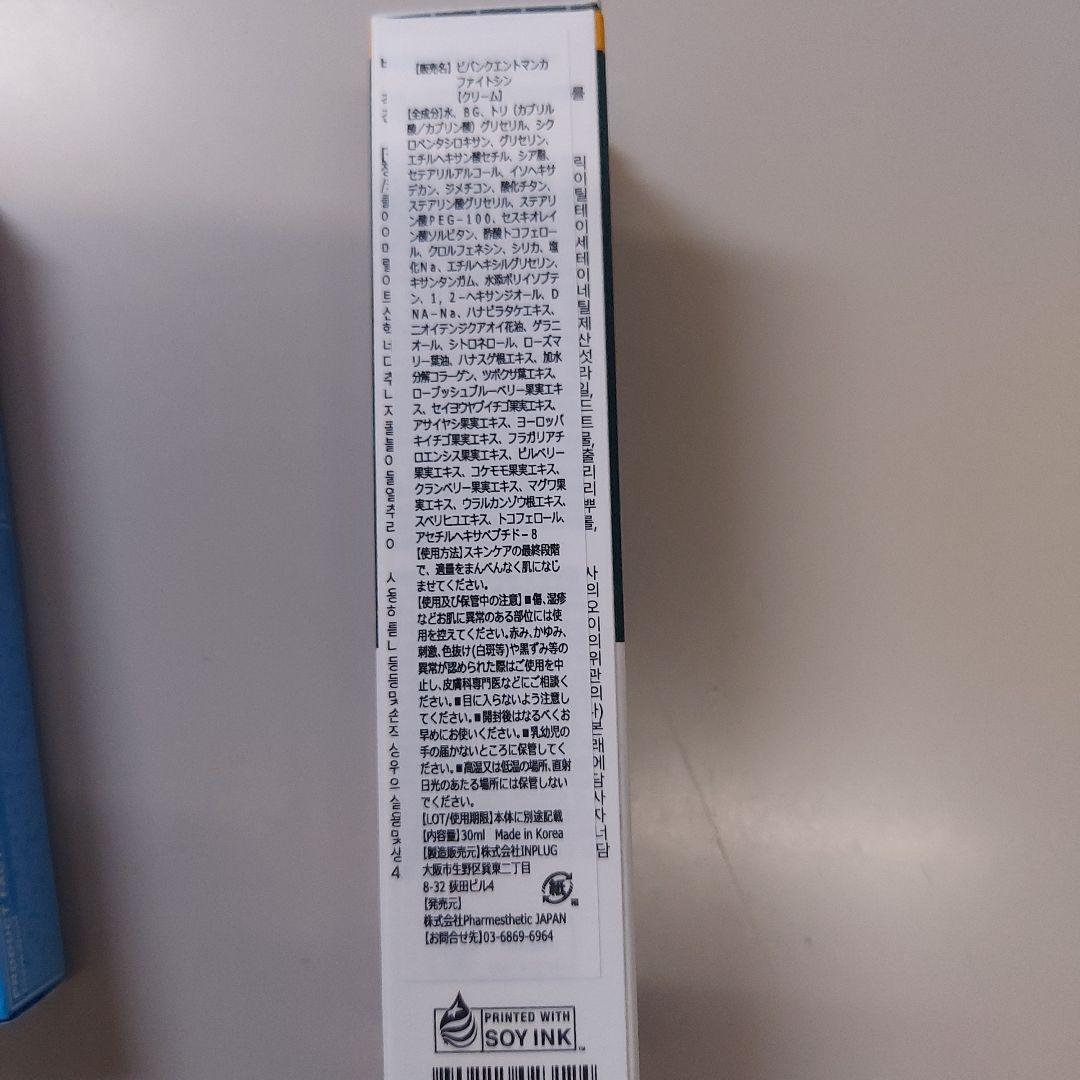 【販売名】ビバンクエントマンカ
ファイトシン
【クリーム】
【全成分】水、BG、トリ(カプリル
酸/カプリン酸)グリセリル、シク
ロペンタシロキサン、グリセリン、
エチルヘキサン酸セチル、シア脂、
セテアリルアルコール、イソヘキサ
デカン、ジメチコン、酸化チタン、
ステアリン酸グリセリル、ステアリ
ン酸PEG-100、セスキオレイ
ン酸ソルビタン、酢酸トコフェロー
ル、クロルフェネシン、シリカ、塩
化Na、エチルヘキシルグリセリン、
キサンタンガム、水添ポリイソブテ
ン、1,2-ヘキサンジオール、D
NA-Na、ハナビラタケエキス、
ニオイテンジクアオイ花油、ゲラニ
オール、シトロネロール、ローズマ
リー葉油、ハナスゲ根エキス、加水
分解コラーゲン、ツボクサ葉エキス、
ローブッシュブルーベリー果実エキ
ス、セイヨウヤブイチゴ果実エキス、
アサイヤシ果実エキス、ヨーロッパ
キイチゴ果実エキス、フラガリアチ
ロエンシス果実エキス、ビルベリー
果実エキス、コケモモ果実エキス、
クランベリー果実エキス、マグワ果
実エキス、ウラルカンゾウ根エキス、
スベリヒユエキス、トコフェロール、
アセチルヘキサペプチド-8
【使用方法】スキンケアの最終段階
で、適量をまんべんなく肌になじ
ませてください。
【使用及び保管中の注意】■傷、湿疹
などお肌に異常のある部位には使
用を控えてください。赤み、かゆみ、
刺激、色抜け(白斑等)や黒ずみ等の
異常が認められた際はご使用を中
止し、皮膚科専門医などにご相談く
ださい。■目に入らないよう注意し
てください。■開封後はなるべくお
早めにお使いください。■乳幼児の
手の届かないところに保管してく
ださい。■高温又は低温の場所、直射
日光のあたる場所には保管しない
でください。
【LOT/使用期限】本体に別途記載
【内容量】30ml Made in Korea
【製造販売元】株式会社INPLUG
大阪市生野区巽東二丁目
8-32 荻田ビル4
紙
箱
【発売元】
株式会社Pharmesthetic JAPAN
【お問合せ先】03-6869-6964
PRINTED WITH
SOY INK